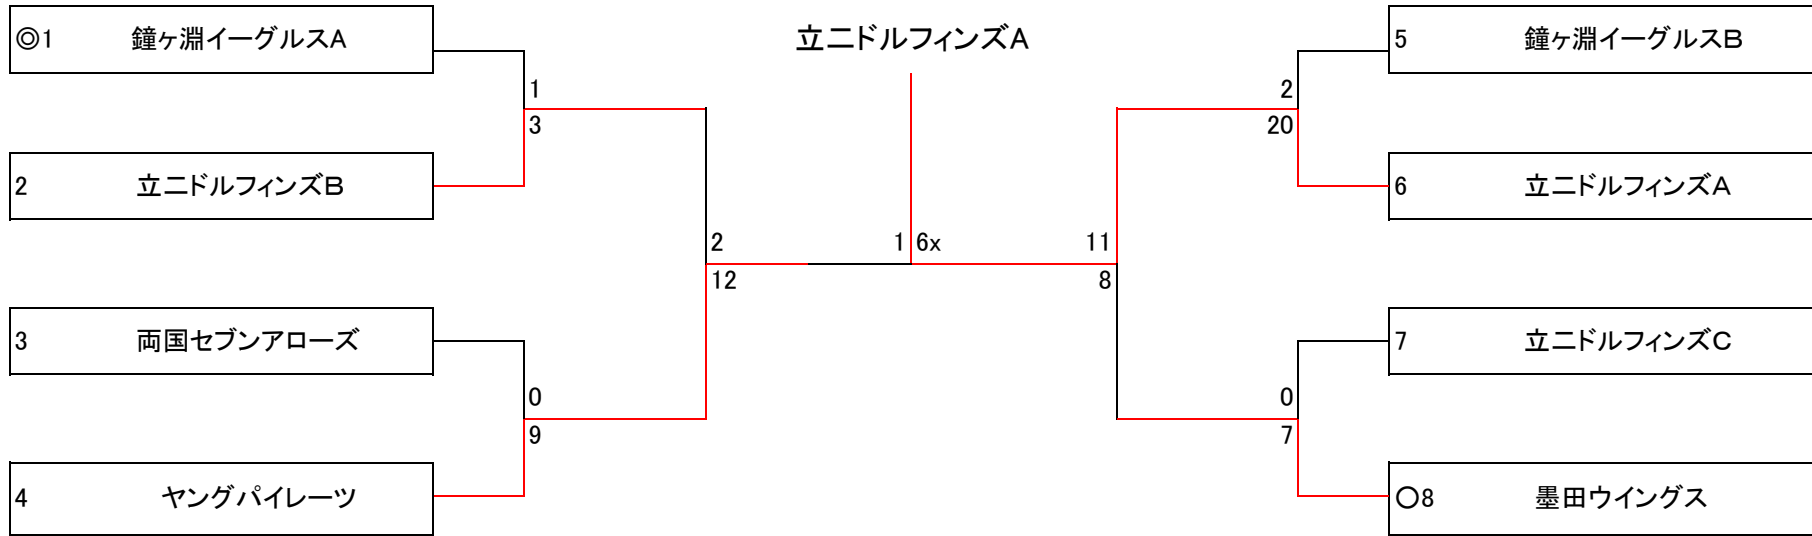 ◎1 鐘ヶ淵イーグルスA
立二ドルフィンズA
5 鐘ヶ淵イーグルスB
1
3
2
20
2 立二ドルフィンズB
6 立二ドルフィンズA
2
12
1 6x
11
8
3 両国セブンアローズ
7 立二ドルフィンズC
0
9
0
7
4 ヤングパイレーツ
○8 墨田ウイングス